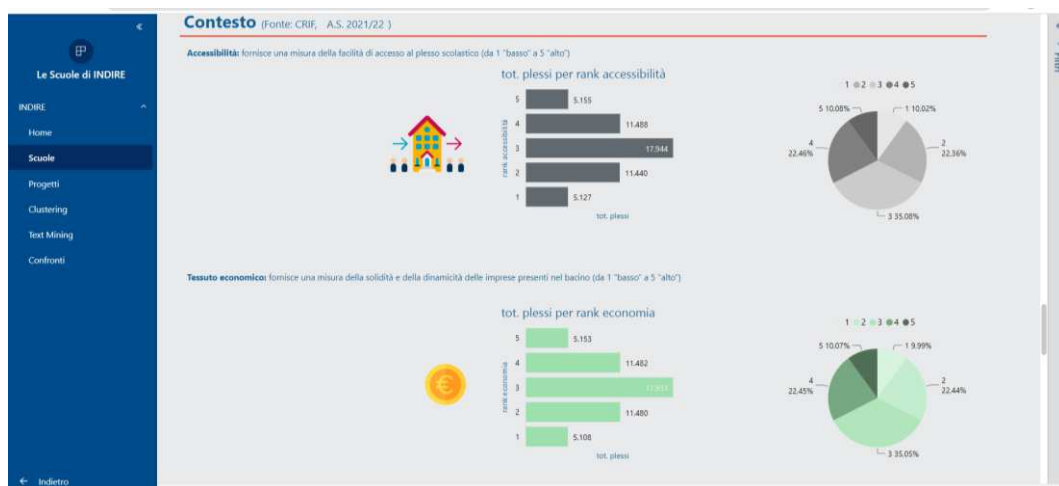 Contesto (Fonte: CRIF, A.S. 2021/22 )
Accessibilità: fornisce una misura della facilità di accesso al plesso scolastico (da 1 "basso" a 5 "alto")
Le Scuole di INDIRE
INDIRE
Home
Scuole
Progetti
Clustering
Text Mining
Confronti
Indietro
tot. plessi per rank accessibilità
rank accessibilità
5 5.155
4 11.488
3 17.944
2 11.440
1 5.127
tot. plessi
1 2 3 4 5
5 10.08%
1 10.02%
4
22.46%
2
22.36%
3 35.08%
Tessuto economico: fornisce una misura della solidità e della dinamicità delle imprese presenti nel bacino (da 1 "basso" a 5 "alto")
tot. plessi per rank economia
rank economia
5 5.153
4 11.482
3
2 11.480
1 5.108
tot. plessi
1 2 3 4 5
5 10.07%
1 9.99%
4
22.45%
2
22.44%
3 35.05%